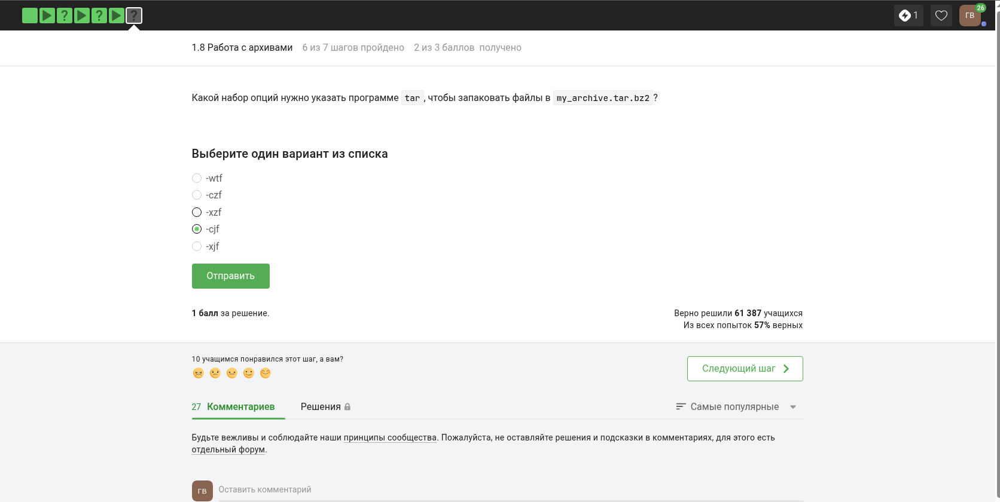 ? ? ?
1
26
ГВ
1.8 Работа с архивами 6 из 7 шагов пройдено 2 из 3 баллов получено
Какой набор опций нужно указать программе tar, чтобы запаковать файлы в my_archive.tar.bz2?
Выберите один вариант из списка
-wtf
-czf
-xzf
-cjf
-xjf
Отправить
1 балл за решение.
Верно решили 61 387 учащихся
Из всех попыток 57% верных
10 учащимся понравился этот шаг, а вам?
Следующий шаг
27 Комментариев Решения Самые популярные
Будьте вежливы и соблюдайте наши принципы сообщества. Пожалуйста, не оставляйте решения и подсказки в комментариях, для этого есть
отдельный форум.
ГВ Оставить комментарий